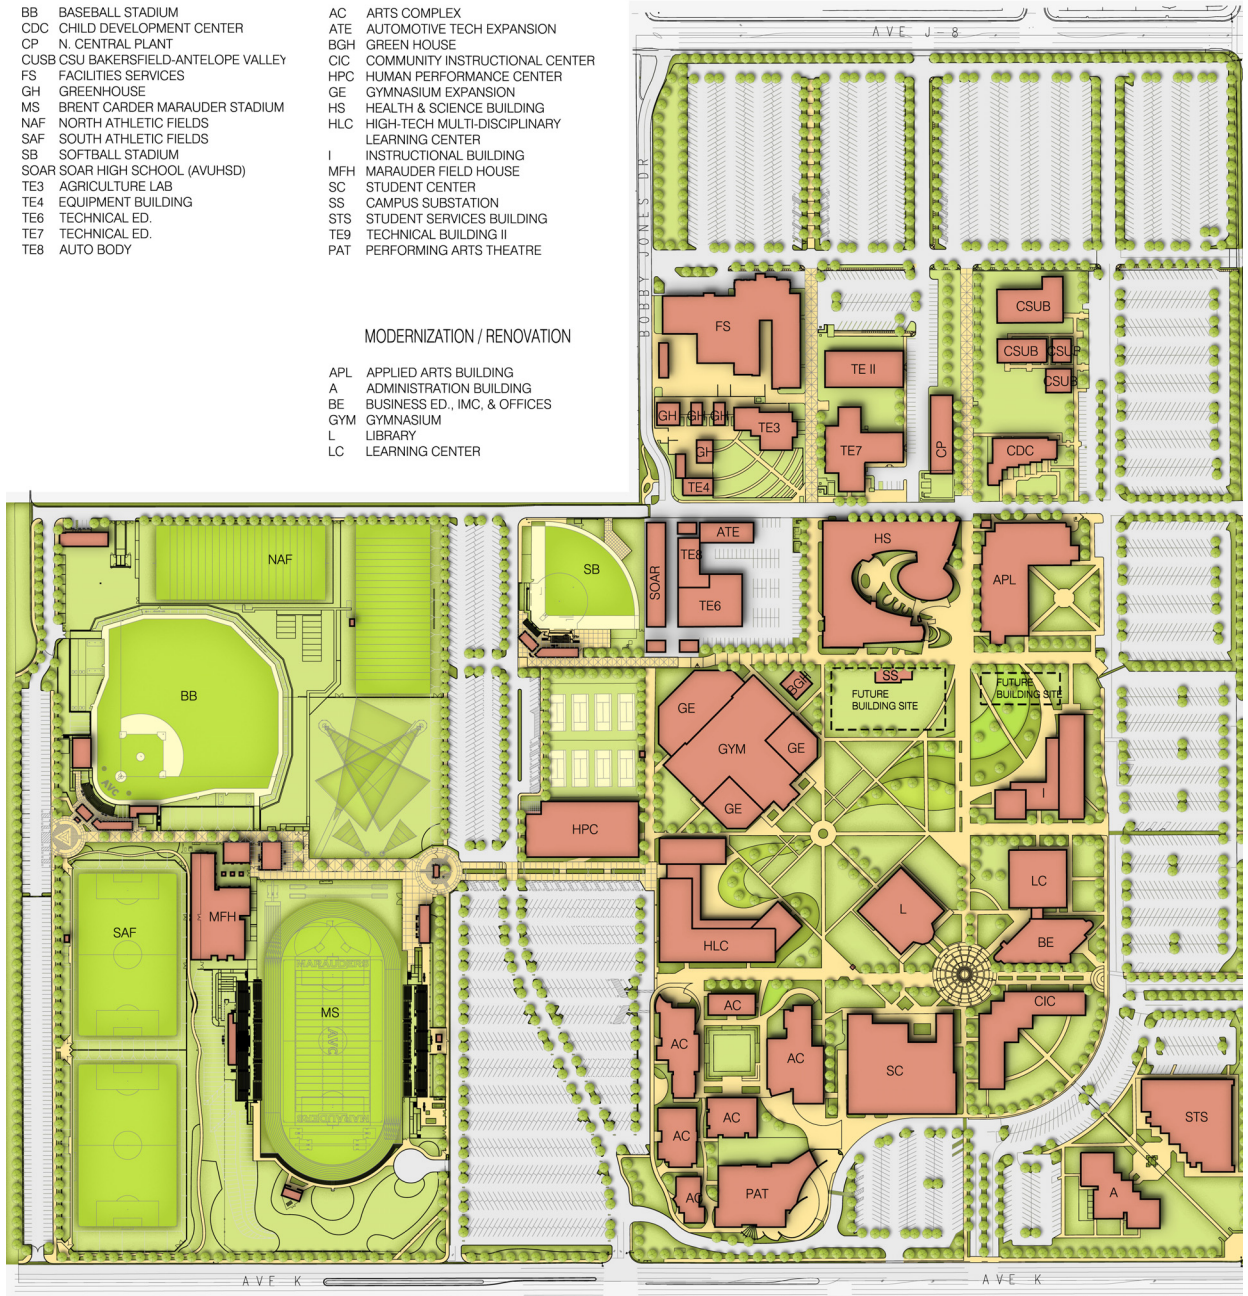 BB BASEBALL STADIUM
CDC CHILD DEVELOPMENT CENTER
CP N. CENTRAL PLANT
CUSB CSU BAKERSFIELD-ANTELOPE VALLEY
FS FACILITIES SERVICES
GH GREENHOUSE
MS BRENT CARDER MARAUDER STADIUM
NAF NORTH ATHLETIC FIELDS
SAF SOUTH ATHLETIC FIELDS
SB SOFTBALL STADIUM
SOAR SOAR HIGH SCHOOL (AVUHSD)
TE3 AGRICULTURE LAB
TE4 EQUIPMENT BUILDING
TE6 TECHNICAL ED.
TE7 TECHNICAL ED.
TE8 AUTO BODY
AC ARTS COMPLEX
ATE AUTOMOTIVE TECH EXPANSION
BGH GREEN HOUSE
CIC COMMUNITY INSTRUCTIONAL CENTER
HPC HUMAN PERFORMANCE CENTER
GE GYMNASIUM EXPANSION
HS HEALTH & SCIENCE BUILDING
HLC HIGH-TECH MULTI-DISCIPLINARY
LEARNING CENTER
I INSTRUCTIONAL BUILDING
MFH MARAUDER FIELD HOUSE
SC STUDENT CENTER
SS CAMPUS SUBSTATION
STS STUDENT SERVICES BUILDING
TE9 TECHNICAL BUILDING II
PAT PERFORMING ARTS THEATRE
MODERNIZATION / RENOVATION
APL APPLIED ARTS BUILDING
A ADMINISTRATION BUILDING
BE BUSINESS ED., IMC, & OFFICES
GYM GYMNASIUM
L LIBRARY
LC LEARNING CENTER
AVE J-8
BOBBY JONES DR
FS
CSUB
CSUB
CSUB
CSUB
TE II
GH
GH
GH
TE3
GH
TE4
TE7
CP
CDC
NAF
SB
SOAR
TE8
ATE
TE6
HS
APL
BB
AVC
GE
GYM
GE
GE
BGH
SS
FUTURE
BUILDING SITE
FUTURE
BUILDING SITE
I
HPC
SAF
MFH
HLC
L
LC
BE
MARAUDERS
MS
AVC
MARAUDERS
AC
AC
AC
AC
AC
AC
SC
CIC
STS
PAT
A
AVE K
AVE K